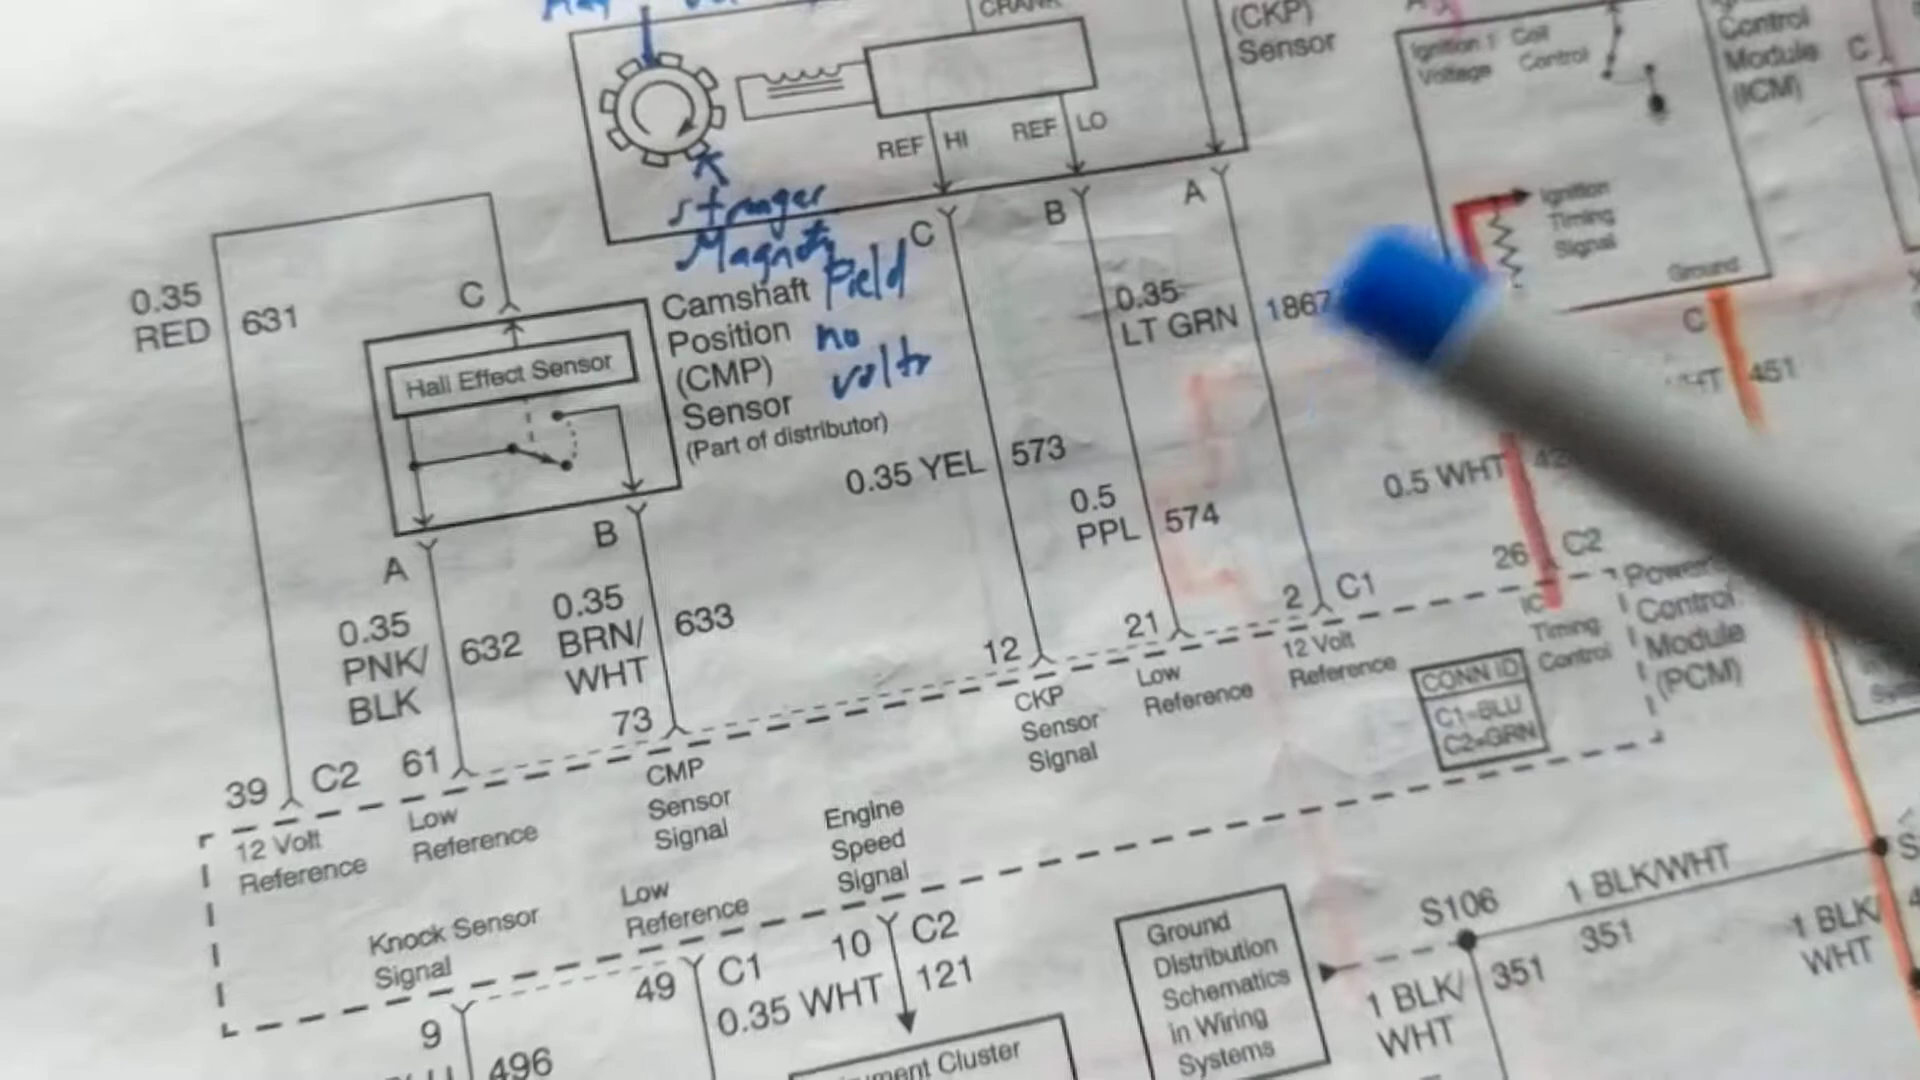 CRANK
(CKP)
Sensor
Ignition 1
Voltage
Coil
Control
Control
Module
(ICM)
C
REF HI
REF LO
Ignition
Timing
Signal
Ground
stronger
Magnetic
Field
no
volts
C
B
A
C
0.35
RED
631
C
Hall Effect Sensor
Camshaft
Position
(CMP)
Sensor
(Part of distributor)
A
B
0.35
PNK/
BLK
632
0.35
BRN/
WHT
633
0.35 YEL
573
0.5
PPL
574
0.35
LT GRN
1867
0.5 WHT
451
39
C2
61
73
12
21
2
C1
26
C2
12 Volt
Reference
Low
Reference
CMP
Sensor
Signal
CKP
Sensor
Signal
Low
Reference
12 Volt
Reference
IC
Timing
Control
Control
Module
(PCM)
CONN ID
C1=BLU
C2=GRN
Knock Sensor
Signal
Low
Reference
Engine
Speed
Signal
9
496
49
C1
10
C2
0.35 WHT
121
Cluster
Ground
Distribution
Schematics
in Wiring
Systems
S106
1 BLK/WHT
351
1 BLK/
WHT
351
1 BLK/
WHT